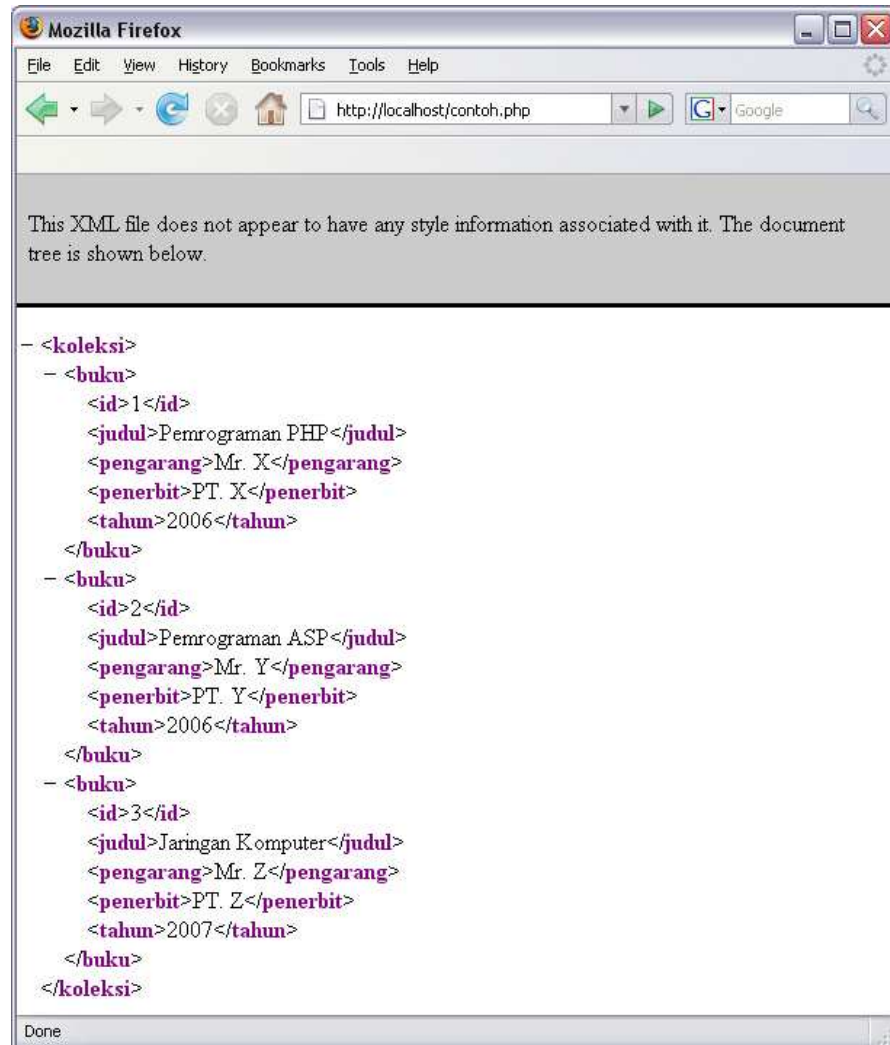 Mozilla Firefox
File Edit View History Bookmarks Tools Help
http://localhost/contoh.php G Google
This XML file does not appear to have any style information associated with it. The document
tree is shown below.
− <koleksi>
− <buku>
<id>1</id>
<judul>Pemrograman PHP</judul>
<pengarang>Mr. X</pengarang>
<penerbit>PT. X</penerbit>
<tahun>2006</tahun>
</buku>
− <buku>
<id>2</id>
<judul>Pemrograman ASP</judul>
<pengarang>Mr. Y</pengarang>
<penerbit>PT. Y</penerbit>
<tahun>2006</tahun>
</buku>
− <buku>
<id>3</id>
<judul>Jaringan Komputer</judul>
<pengarang>Mr. Z</pengarang>
<penerbit>PT. Z</penerbit>
<tahun>2007</tahun>
</buku>
</koleksi>
Done